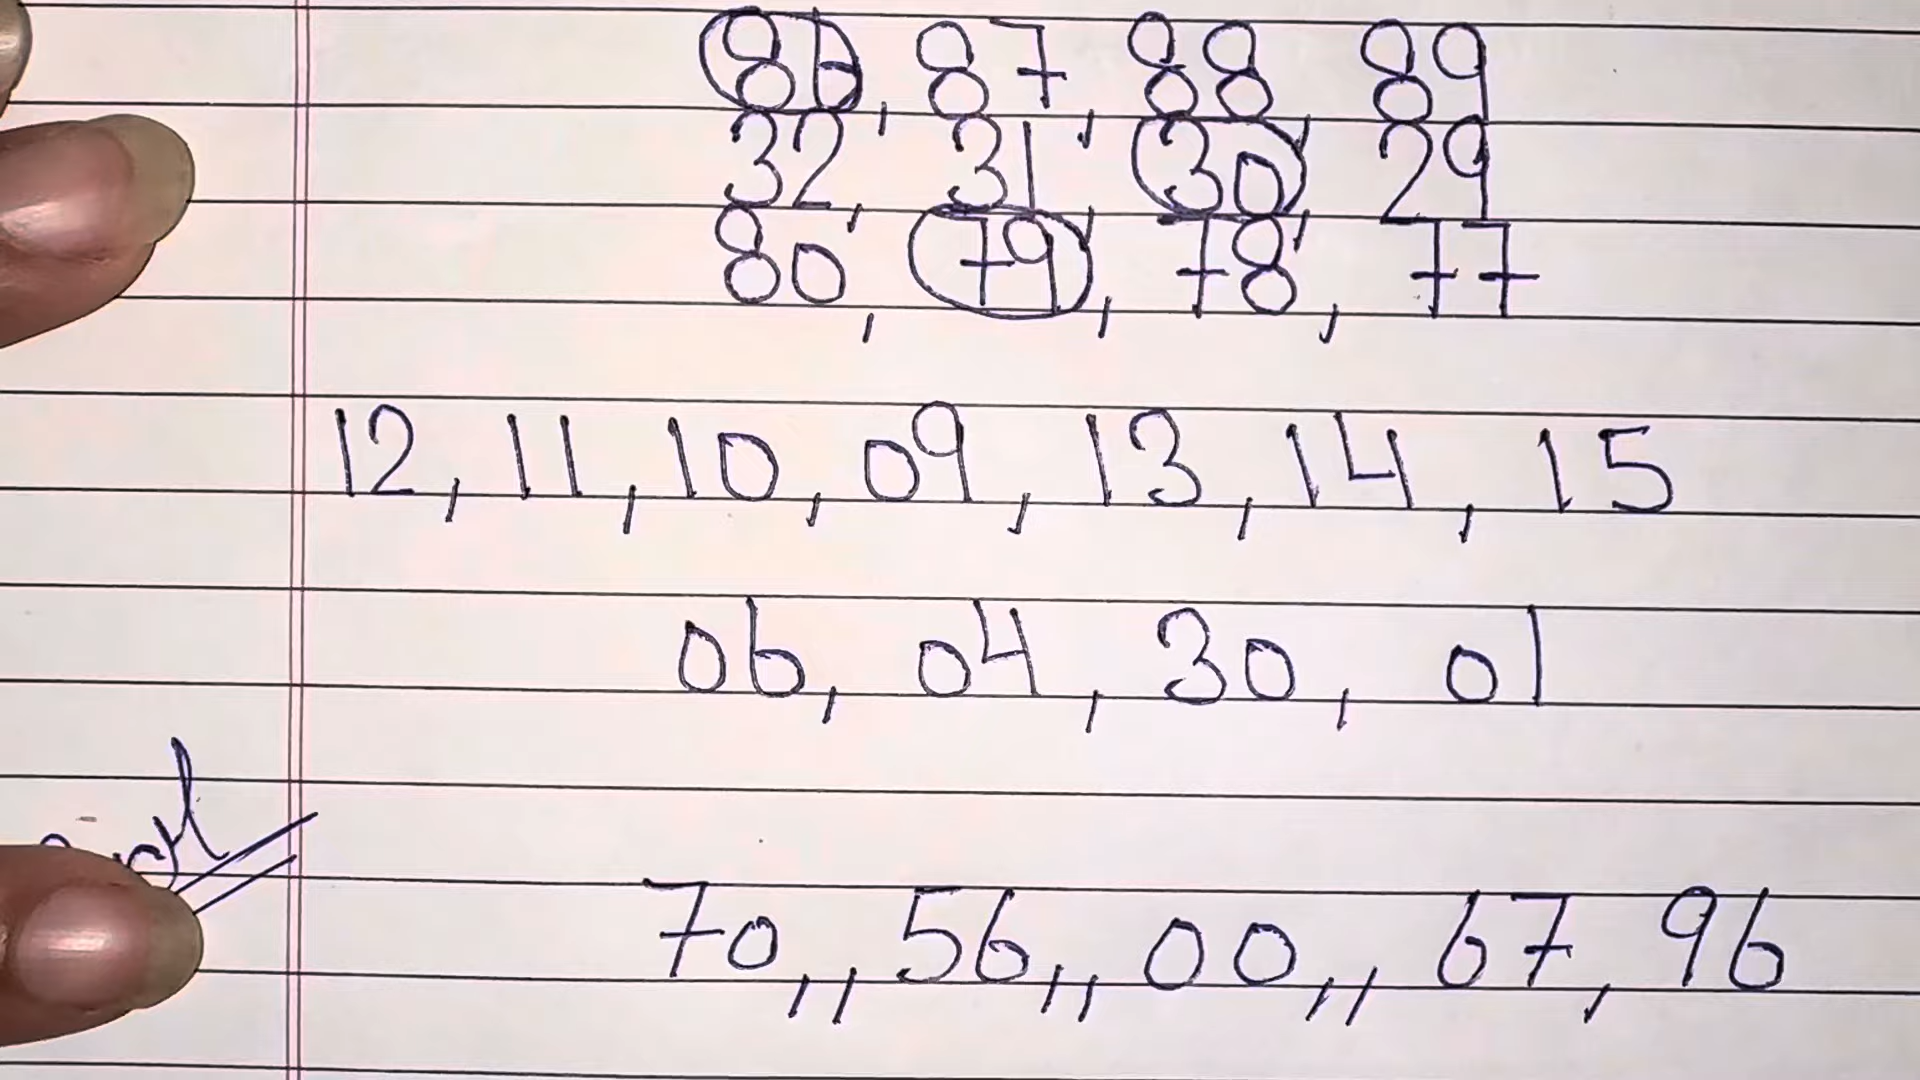 86, 87, 88, 89
32, 31, 30, 29
80, 79, 78, 77
12, 11, 10, 09, 13, 14, 15
06, 04, 30, 01
70,, 56,, 00,, 67, 96